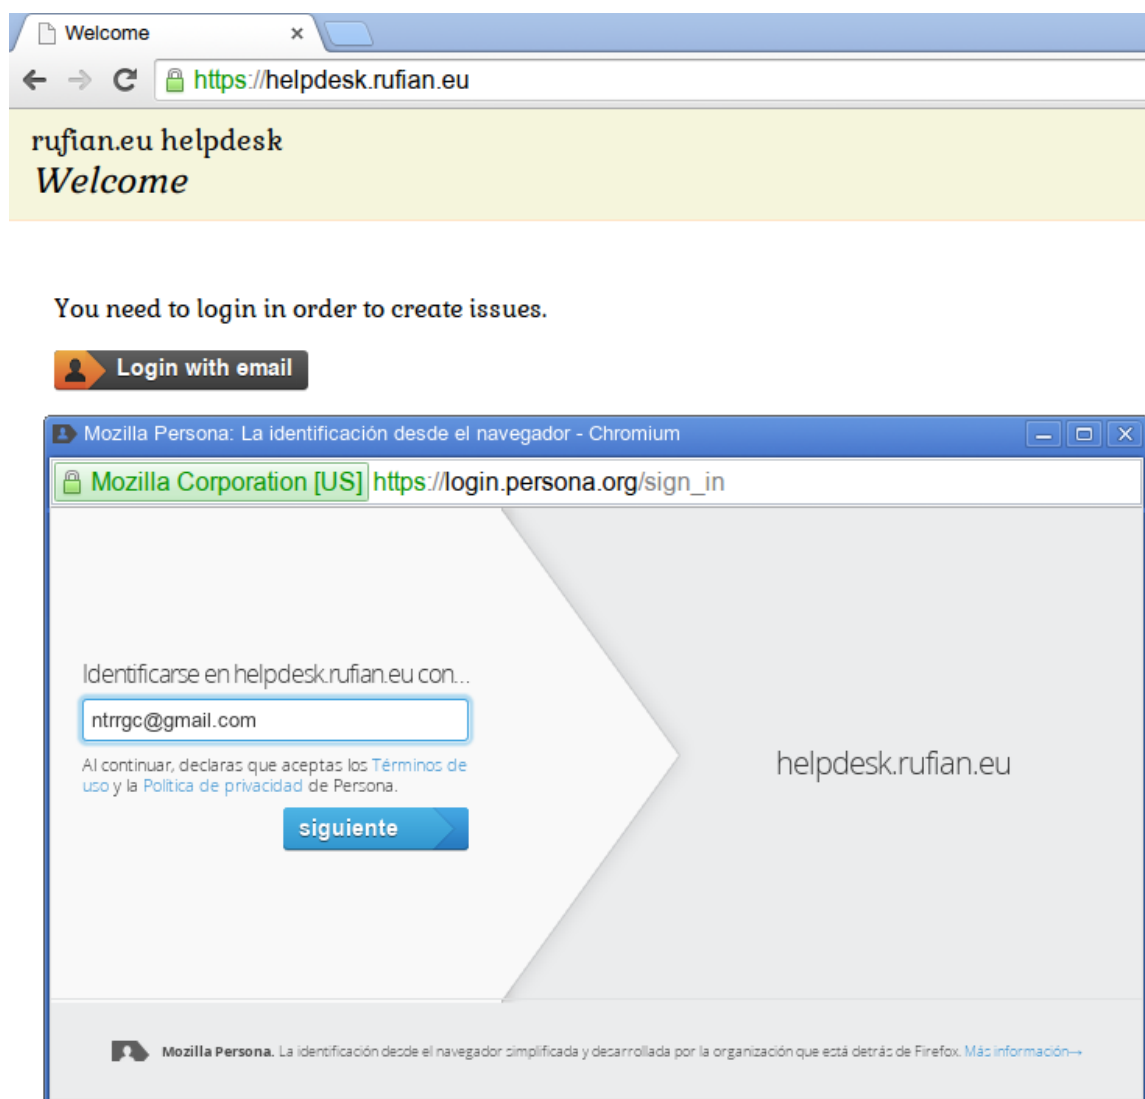 Welcome
https://helpdesk.rufian.eu
rufian.eu helpdesk
Welcome
You need to login in order to create issues.
Login with email
Mozilla Persona: La identificación desde el navegador - Chromium
Mozilla Corporation [US] https://login.persona.org/sign_in
Identificarse en helpdesk.rufian.eu con...
ntrrgc@gmail.com
Al continuar, declaras que aceptas los Términos de
uso y la Política de privacidad de Persona.
siguiente
helpdesk.rufian.eu
Mozilla Persona. La identificación desde el navegador simplificada y desarrollada por la organización que está detrás de Firefox. Más información→